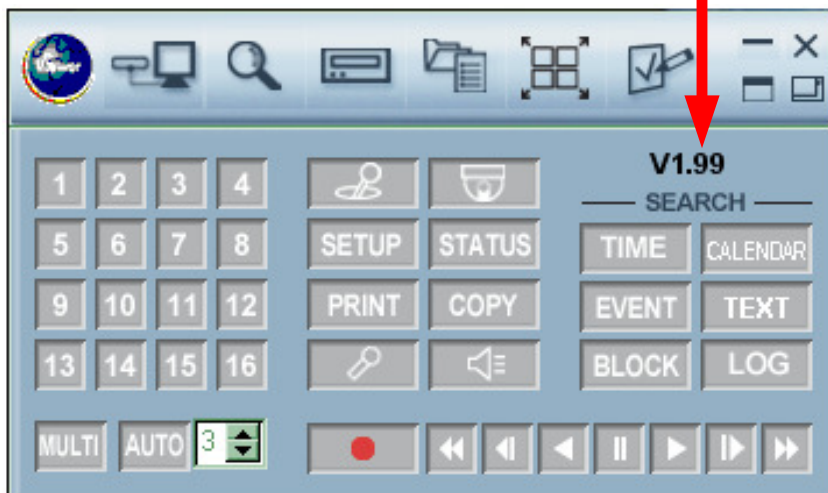 Viewer
V1.99
SEARCH
1 2 3 4
5 6 7 8 SETUP STATUS TIME CALENDAR
9 10 11 12 PRINT COPY EVENT TEXT
13 14 15 16 BLOCK LOG
MULTI AUTO 3